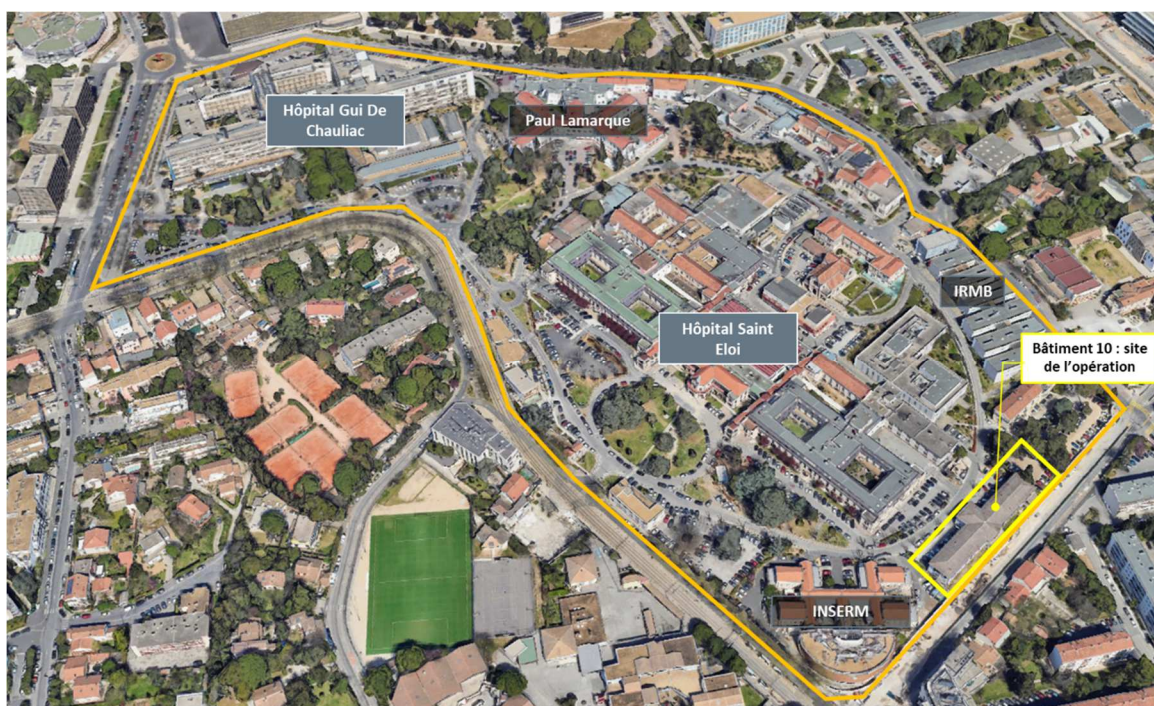 Hôpital Gui De
Chauliac
Paul Lamarque
IRMB
Hôpital Saint
Eloi
Bâtiment 10 : site
de l'opération
INSERM